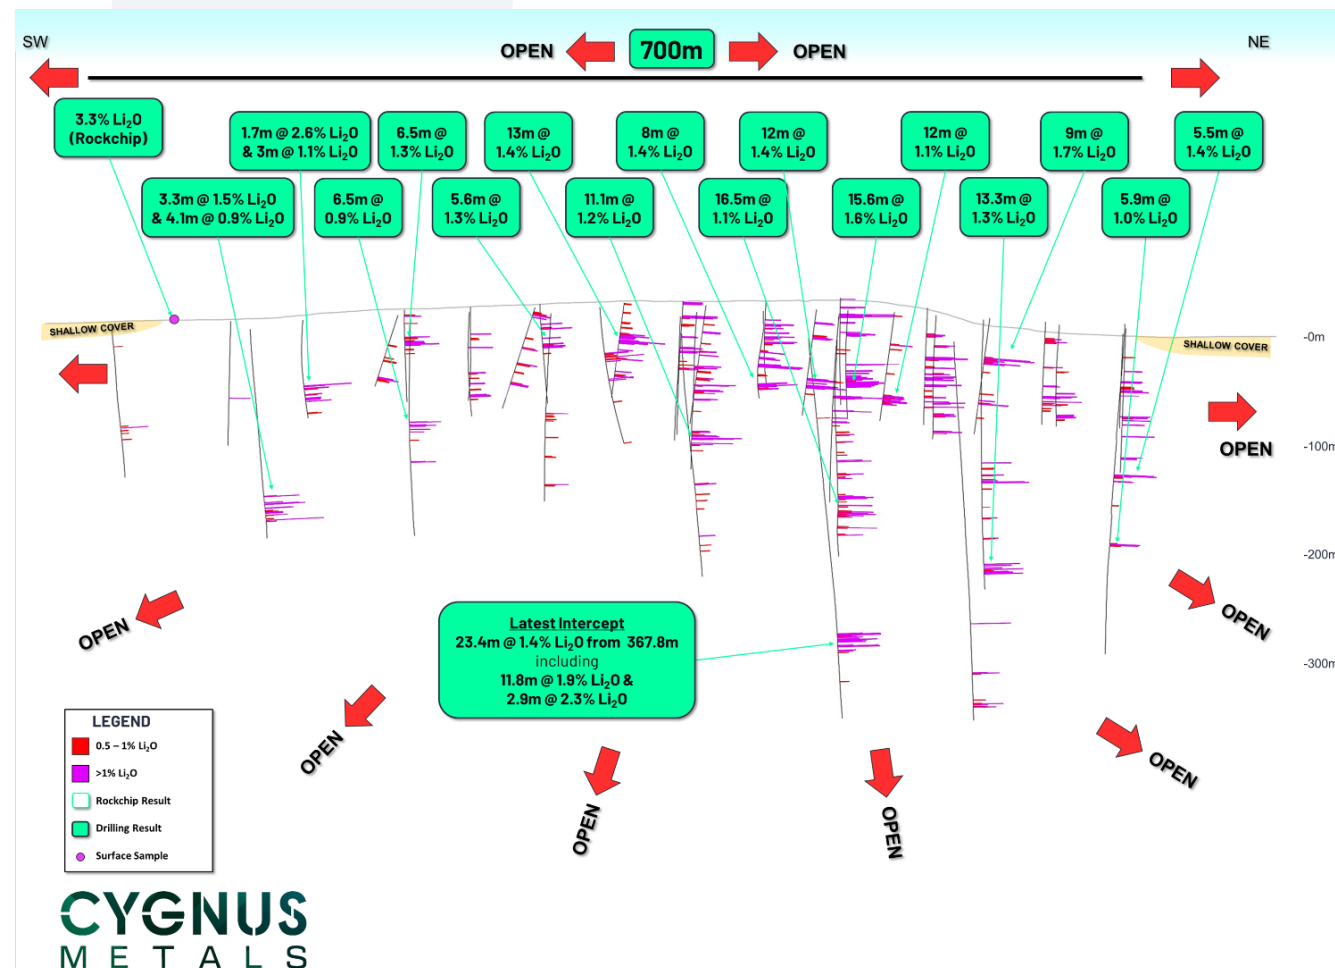 SW
OPEN
700m
OPEN
NE
3.3% Li₂O
(Rockchip)
1.7m @ 2.6% Li₂O
& 3m @ 1.1% Li₂O
6.5m @
1.3% Li₂O
13m @
1.4% Li₂O
8m @
1.4% Li₂O
12m @
1.4% Li₂O
12m @
1.1% Li₂O
9m @
1.7% Li₂O
5.5m @
1.4% Li₂O
3.3m @ 1.5% Li₂O
& 4.1m @ 0.9% Li₂O
6.5m @
0.9% Li₂O
5.6m @
1.3% Li₂O
11.1m @
1.2% Li₂O
16.5m @
1.1% Li₂O
15.6m @
1.6% Li₂O
13.3m @
1.3% Li₂O
5.9m @
1.0% Li₂O
SHALLOW COVER
SHALLOW COVER
-0m
OPEN
-100m
-200m
OPEN
OPEN
-300m
Latest Intercept
23.4m @ 1.4% Li₂O from 367.8m
including
11.8m @ 1.9% Li₂O &
2.9m @ 2.3% Li₂O
OPEN
OPEN
OPEN
OPEN
LEGEND
0.5 – 1% Li₂O
>1% Li₂O
Rockchip Result
Drilling Result
Surface Sample
CYGNUS
METALS